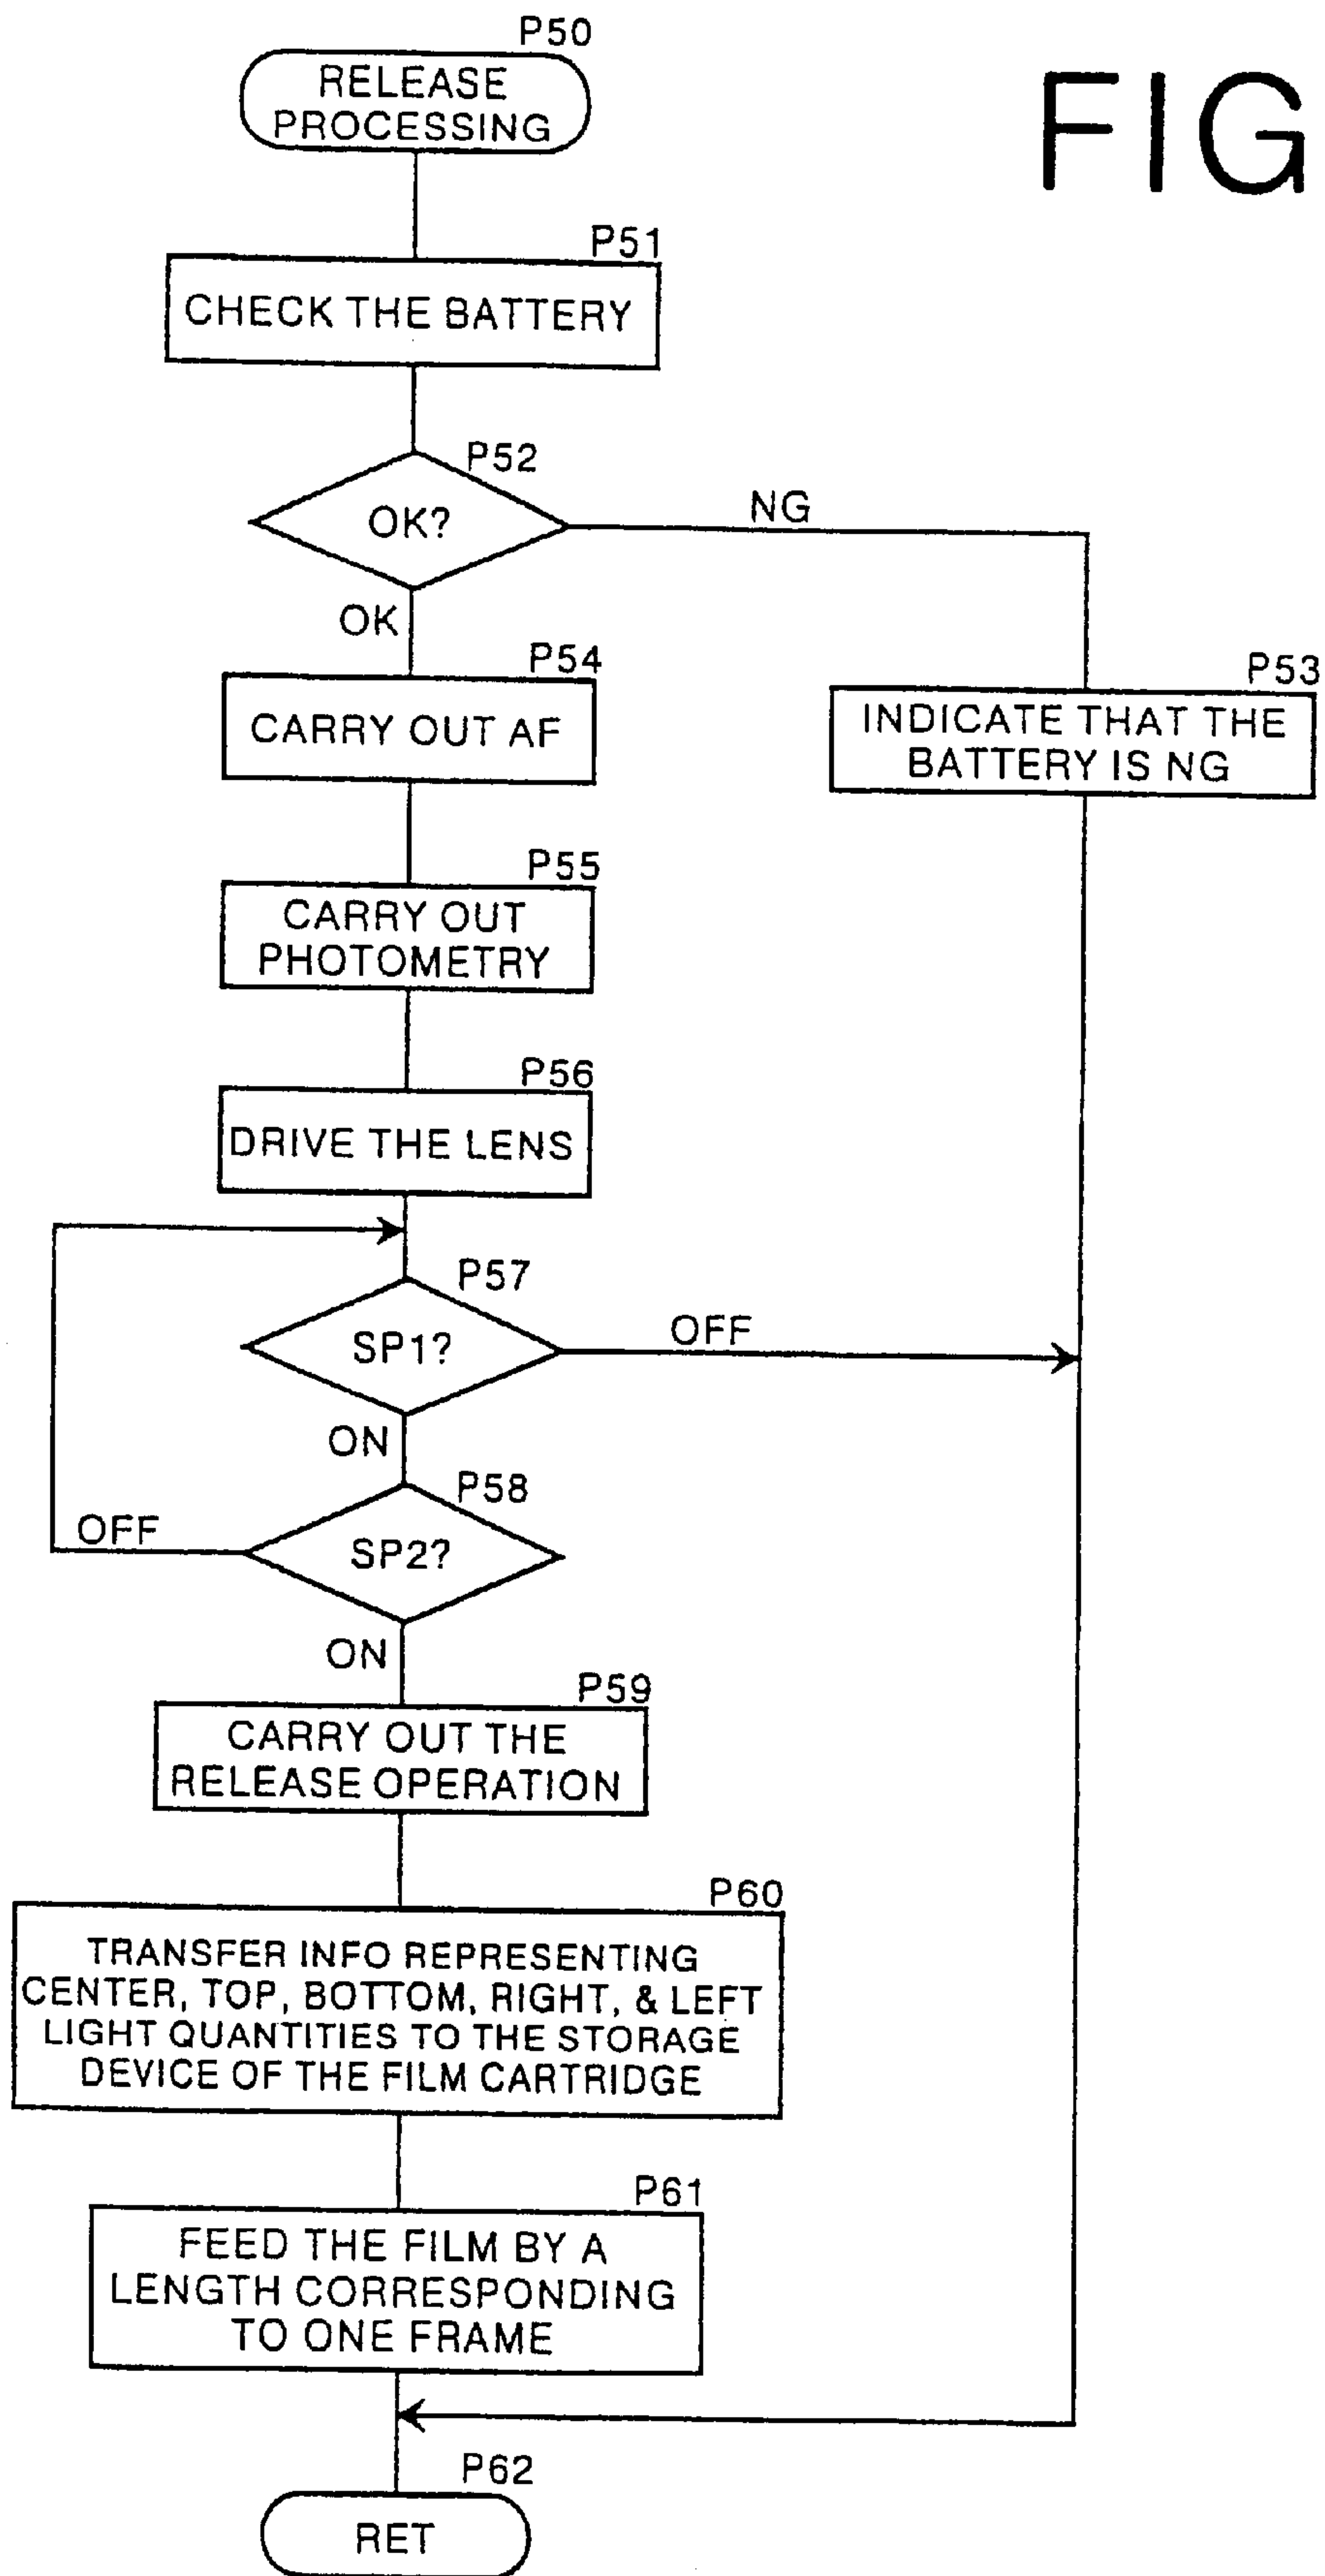 P50
RELEASE
PROCESSING
FIG
P51
CHECK THE BATTERY
P52
OK?
NG
OK
P54
CARRY OUT AF
P53
INDICATE THAT THE
BATTERY IS NG
P55
CARRY OUT
PHOTOMETRY
P56
DRIVE THE LENS
P57
SP1?
OFF
ON
P58
SP2?
OFF
ON
P59
CARRY OUT THE
RELEASE OPERATION
P60
TRANSFER INFO REPRESENTING
CENTER, TOP, BOTTOM, RIGHT, & LEFT
LIGHT QUANTITIES TO THE STORAGE
DEVICE OF THE FILM CARTRIDGE
P61
FEED THE FILM BY A
LENGTH CORRESPONDING
TO ONE FRAME
P62
RET